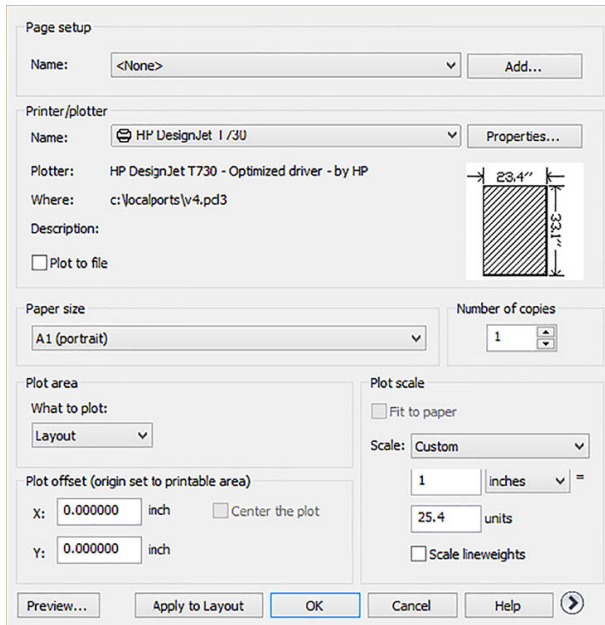 Page setup
Name: <None> Add...
Printer/plotter
Name: HP DesignJet T730 Properties...
Plotter: HP DesignJet T730 - Optimized driver - by HP
Where: c:\localports\v4.pcl3
Description:
Plot to file
23.4″
33.1″
Paper size
A1 (portrait)
Number of copies
1
Plot area
What to plot:
Layout
Plot scale
Fit to paper
Scale: Custom
1 inches =
25.4 units
Scale lineweights
Plot offset (origin set to printable area)
X: 0.000000 inch Center the plot
Y: 0.000000 inch
Preview... Apply to Layout OK Cancel Help